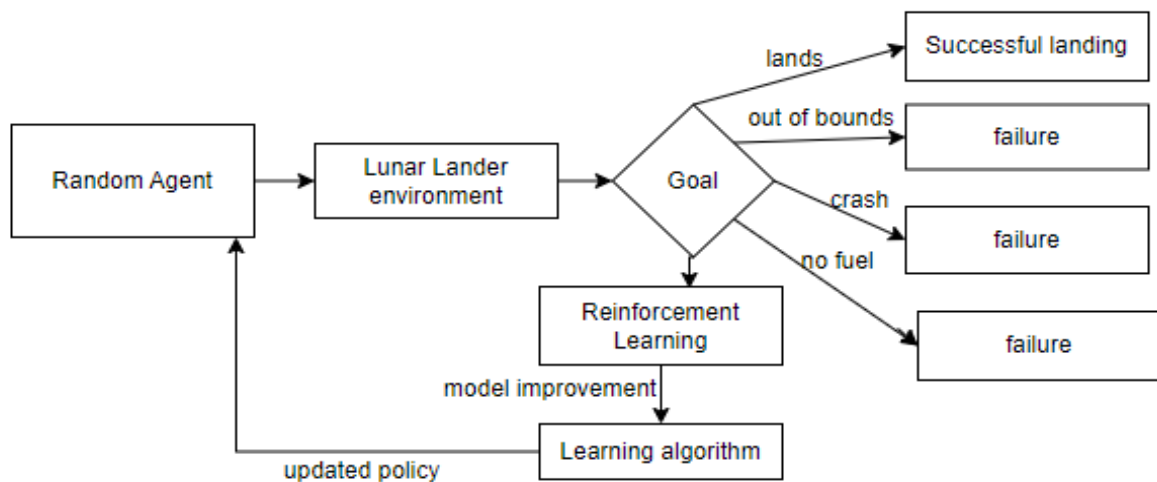 Successful landing
lands
out of bounds
failure
Random Agent
Lunar Lander
environment
Goal
crash
failure
no fuel
Reinforcement
Learning
failure
model improvement
Learning algorithm
updated policy